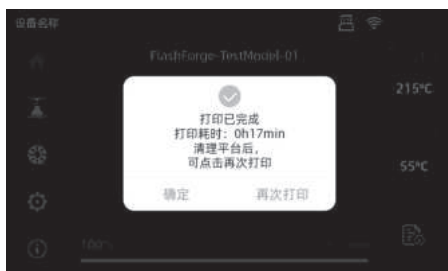 设备名称
FlashForge-TestModel-01
215℃
打印已完成
打印耗时：0h17min
清理平台后，
可点击再次打印
55℃
确定
再次打印
100%